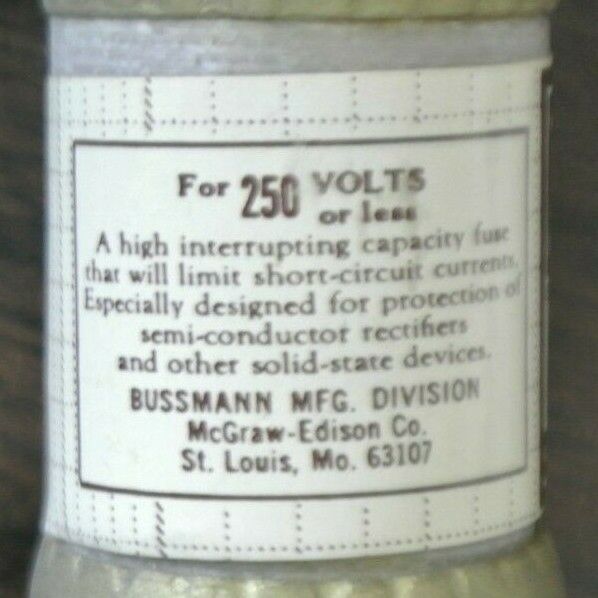 For 250 VOLTS
or less
A high interrupting capacity fuse
that will limit short-circuit currents.
Especially designed for protection of
semi-conductor rectifiers
and other solid-state devices.
BUSSMANN MFG. DIVISION
McGraw-Edison Co.
St. Louis, Mo. 63107